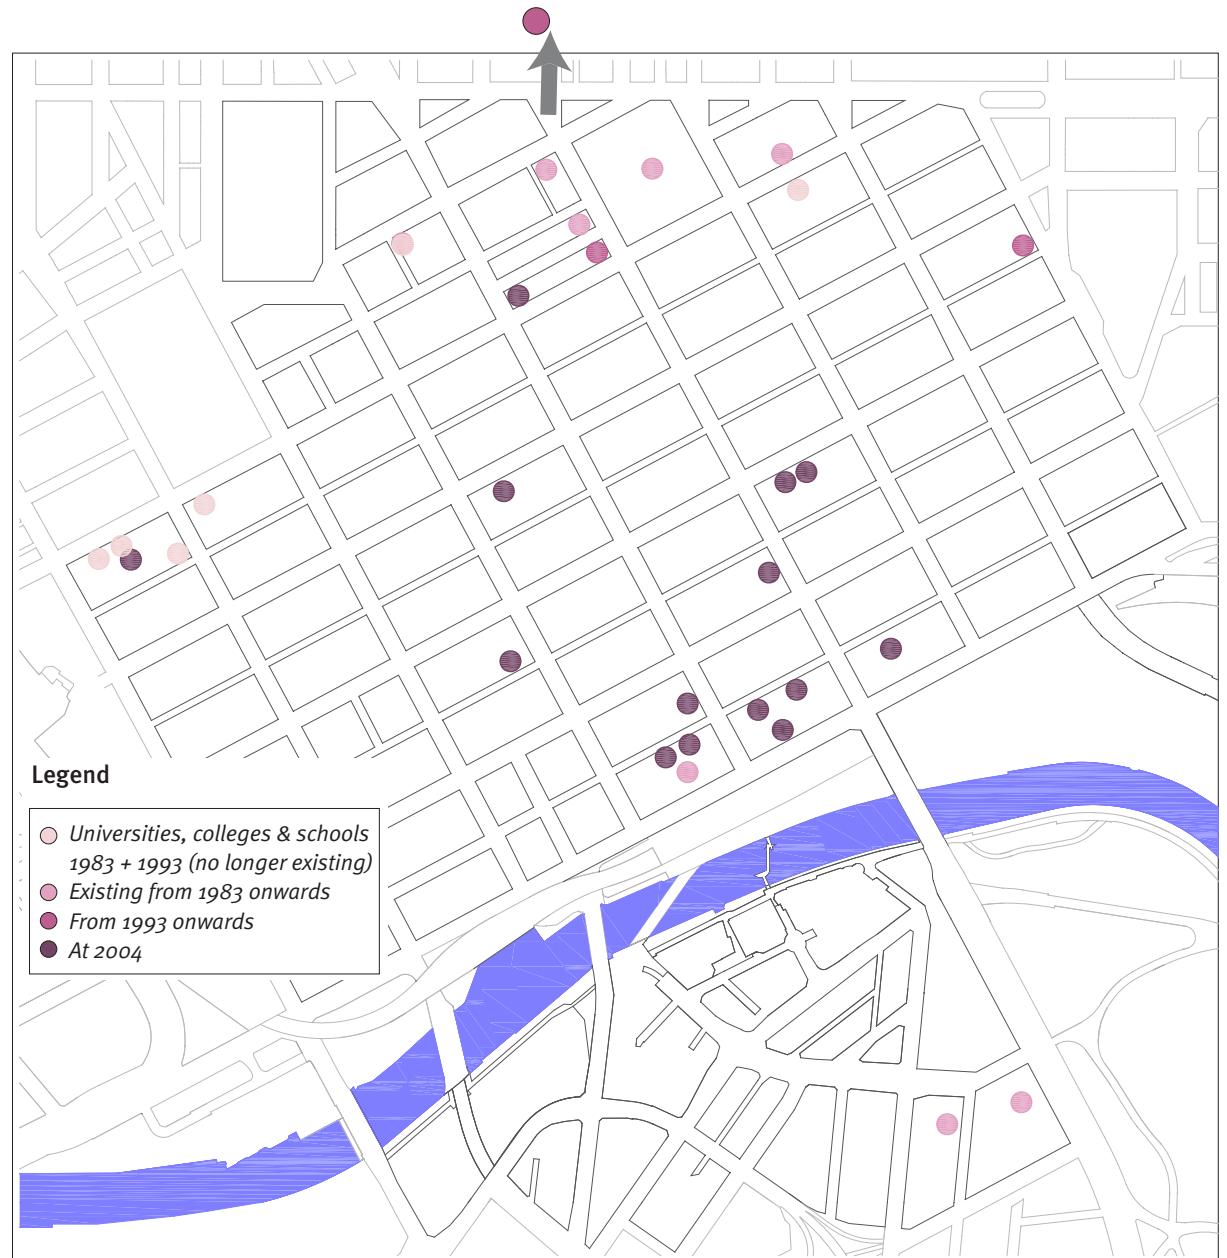 Legend
Universities, colleges & schools
1983 + 1993 (no longer existing)
Existing from 1983 onwards
From 1993 onwards
At 2004